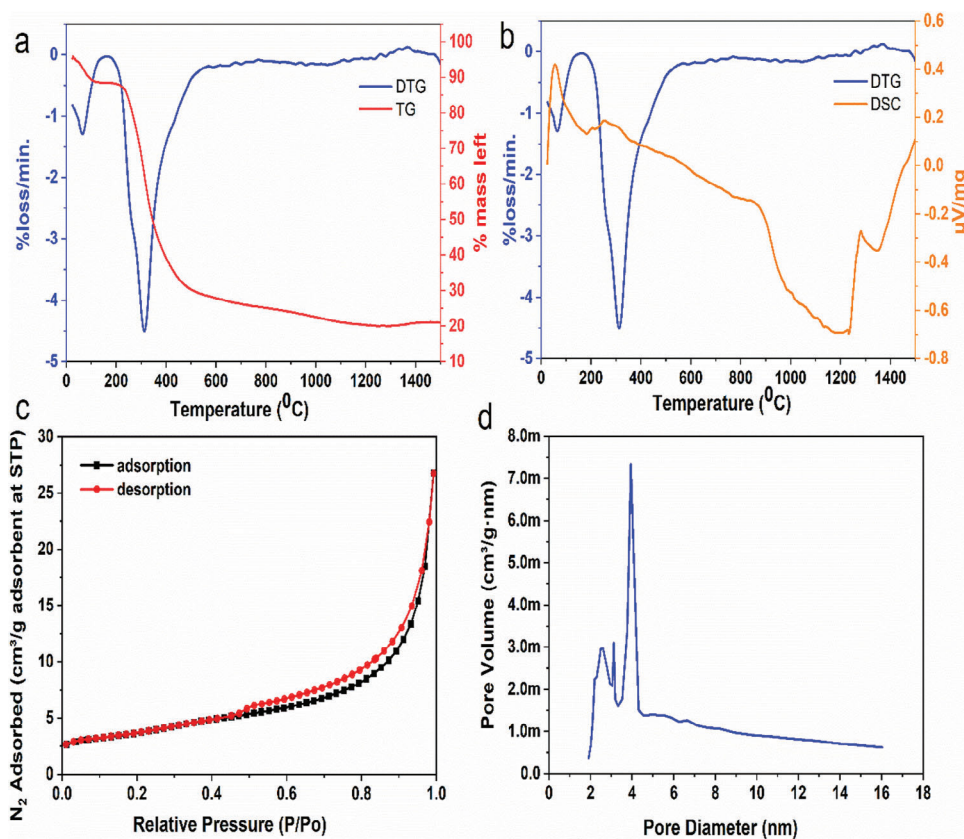 a
0
-1
-2
-3
-4
-5
%loss/min.
DTG
TG
100
90
80
70
60
50
40
30
20
10
% mass left
0 200 400 600 800 1000 1200 1400
Temperature (⁰C)
b
0
-1
-2
-3
-4
-5
%loss/min.
DTG
DSC
0.6
0.4
0.2
0.0
-0.2
-0.4
-0.6
-0.8
µV/mg
0 200 400 600 800 1000 1200 1400
Temperature (⁰C)
c
30
25
20
15
10
5
0
N₂ Adsorbed (cm³/g adsorbent at STP)
adsorption
desorption
0.0 0.2 0.4 0.6 0.8 1.0
Relative Pressure (P/Po)
d
8.0m
7.0m
6.0m
5.0m
4.0m
3.0m
2.0m
1.0m
0.0
Pore Volume (cm³/g·nm)
0 2 4 6 8 10 12 14 16 18
Pore Diameter (nm)